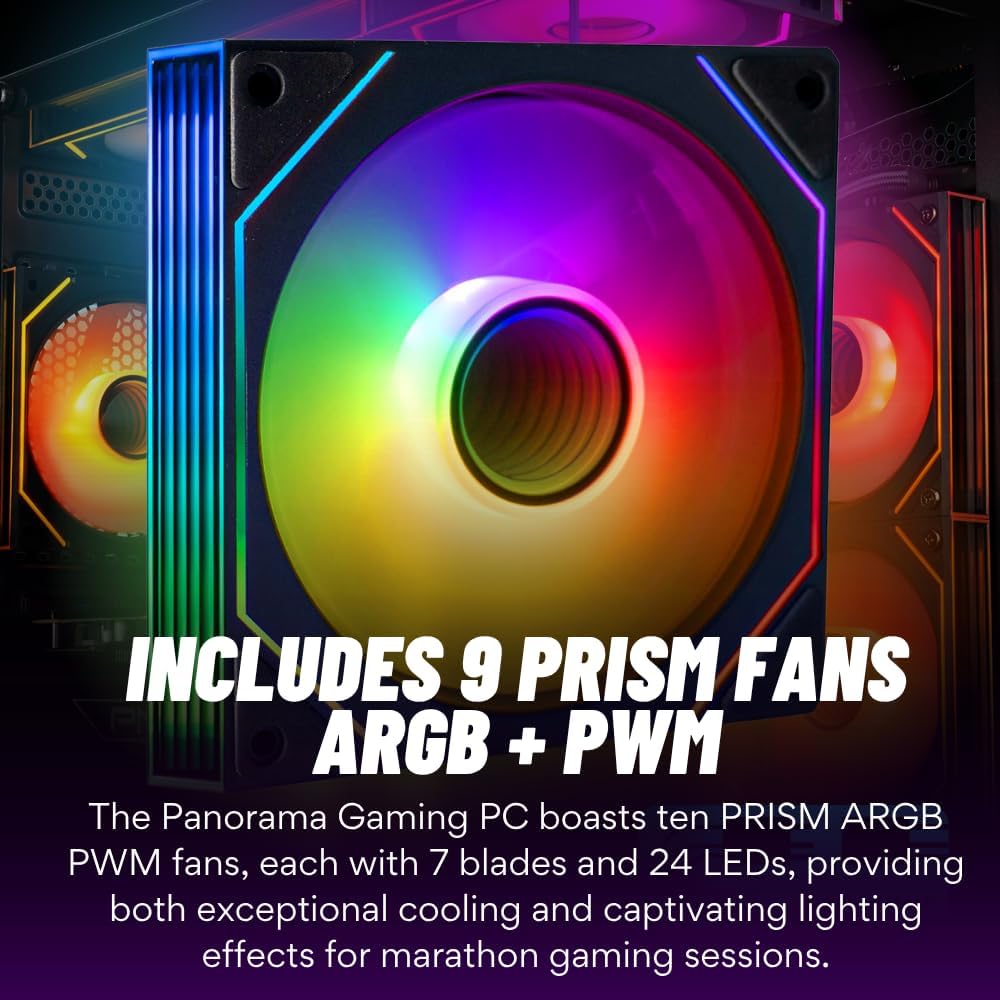 INCLUDES 9 PRISM FANS
ARGB + PWM
The Panorama Gaming PC boasts ten PRISM ARGB
PWM fans, each with 7 blades and 24 LEDs, providing
both exceptional cooling and captivating lighting
effects for marathon gaming sessions.